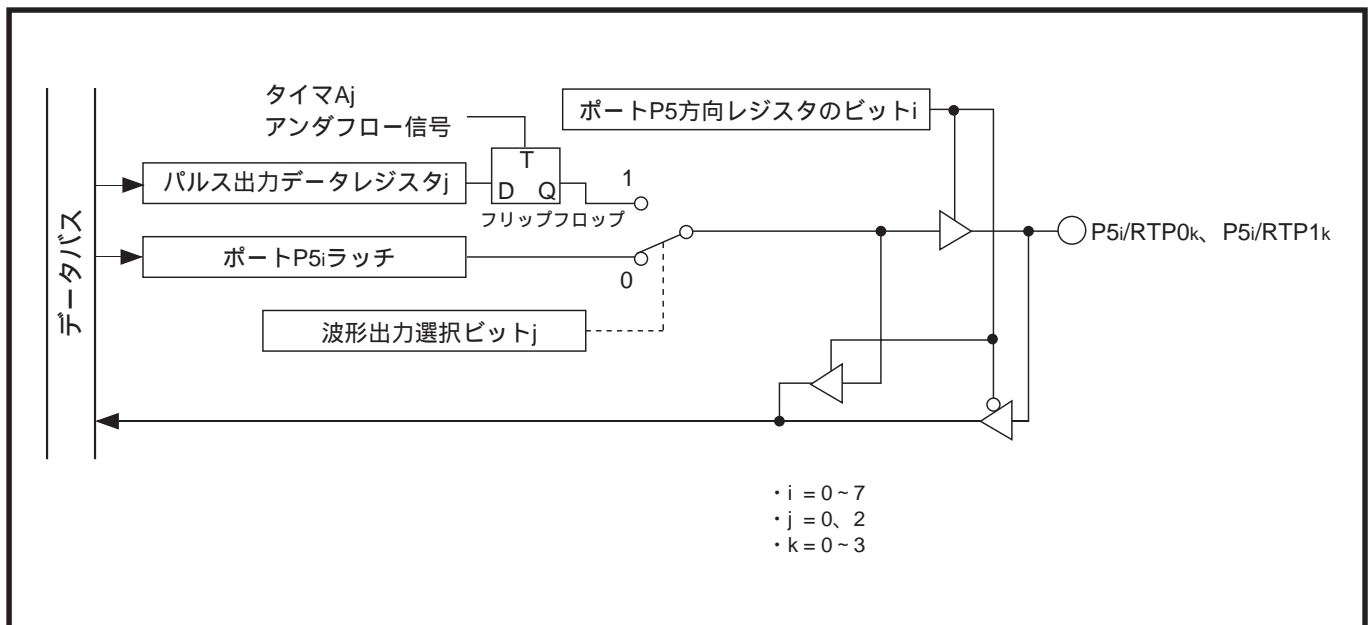 タイマAj
アンダフロー信号
ポートP5方向レジスタのビットi
T
パルス出力データレジスタj
D Q
1
フリップフロップ
データバス
P5i/RTP0k、P5i/RTP1k
ポートP5iラッチ
0
波形出力選択ビットj
・i = 0 ~ 7
・j = 0、2
・k = 0 ~ 3